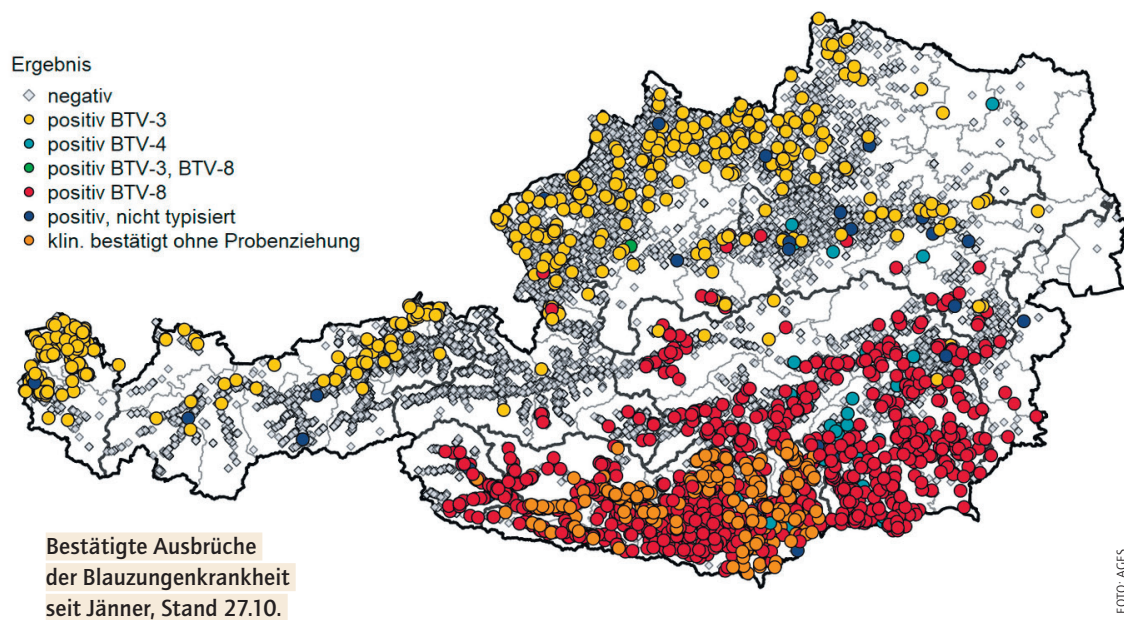 Ergebnis
negativ
positiv BTV-3
positiv BTV-4
positiv BTV-3, BTV-8
positiv BTV-8
positiv, nicht typisiert
klin. bestätigt ohne Probenziehung
Bestätigte Ausbrüche
der Blauzungenkrankheit
seit Jänner, Stand 27.10.
FOTO: AGES